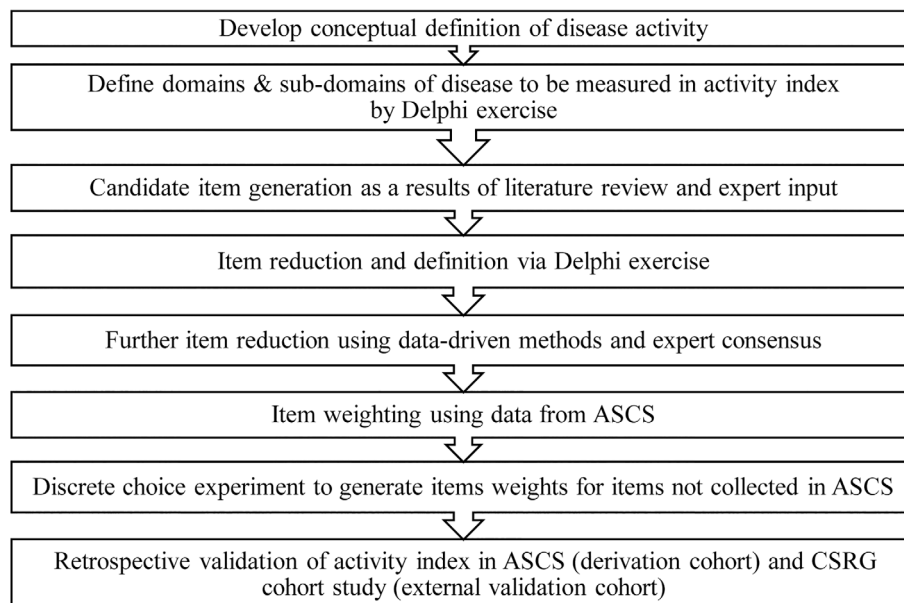 Develop conceptual definition of disease activity
Define domains & sub-domains of disease to be measured in activity index
by Delphi exercise
Candidate item generation as a results of literature review and expert input
Item reduction and definition via Delphi exercise
Further item reduction using data-driven methods and expert consensus
Item weighting using data from ASCS
Discrete choice experiment to generate items weights for items not collected in ASCS
Retrospective validation of activity index in ASCS (derivation cohort) and CSRG
cohort study (external validation cohort)